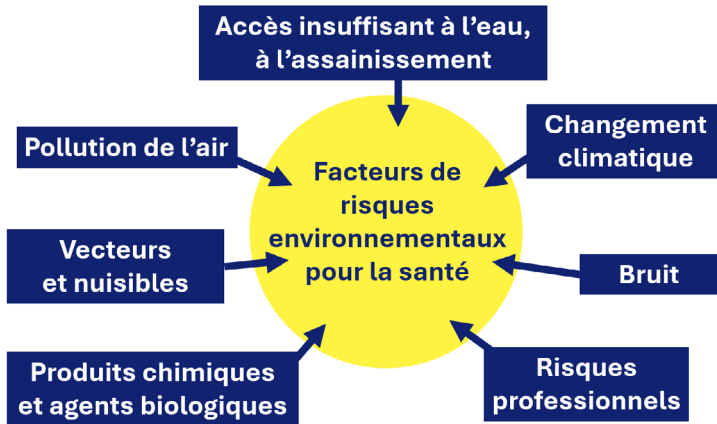 Accès insuffisant à l’eau,
à l’assainissement
Pollution de l’air
Changement
climatique
Facteurs de
risques
environnementaux
pour la santé
Vecteurs
et nuisibles
Bruit
Produits chimiques
et agents biologiques
Risques
professionnels